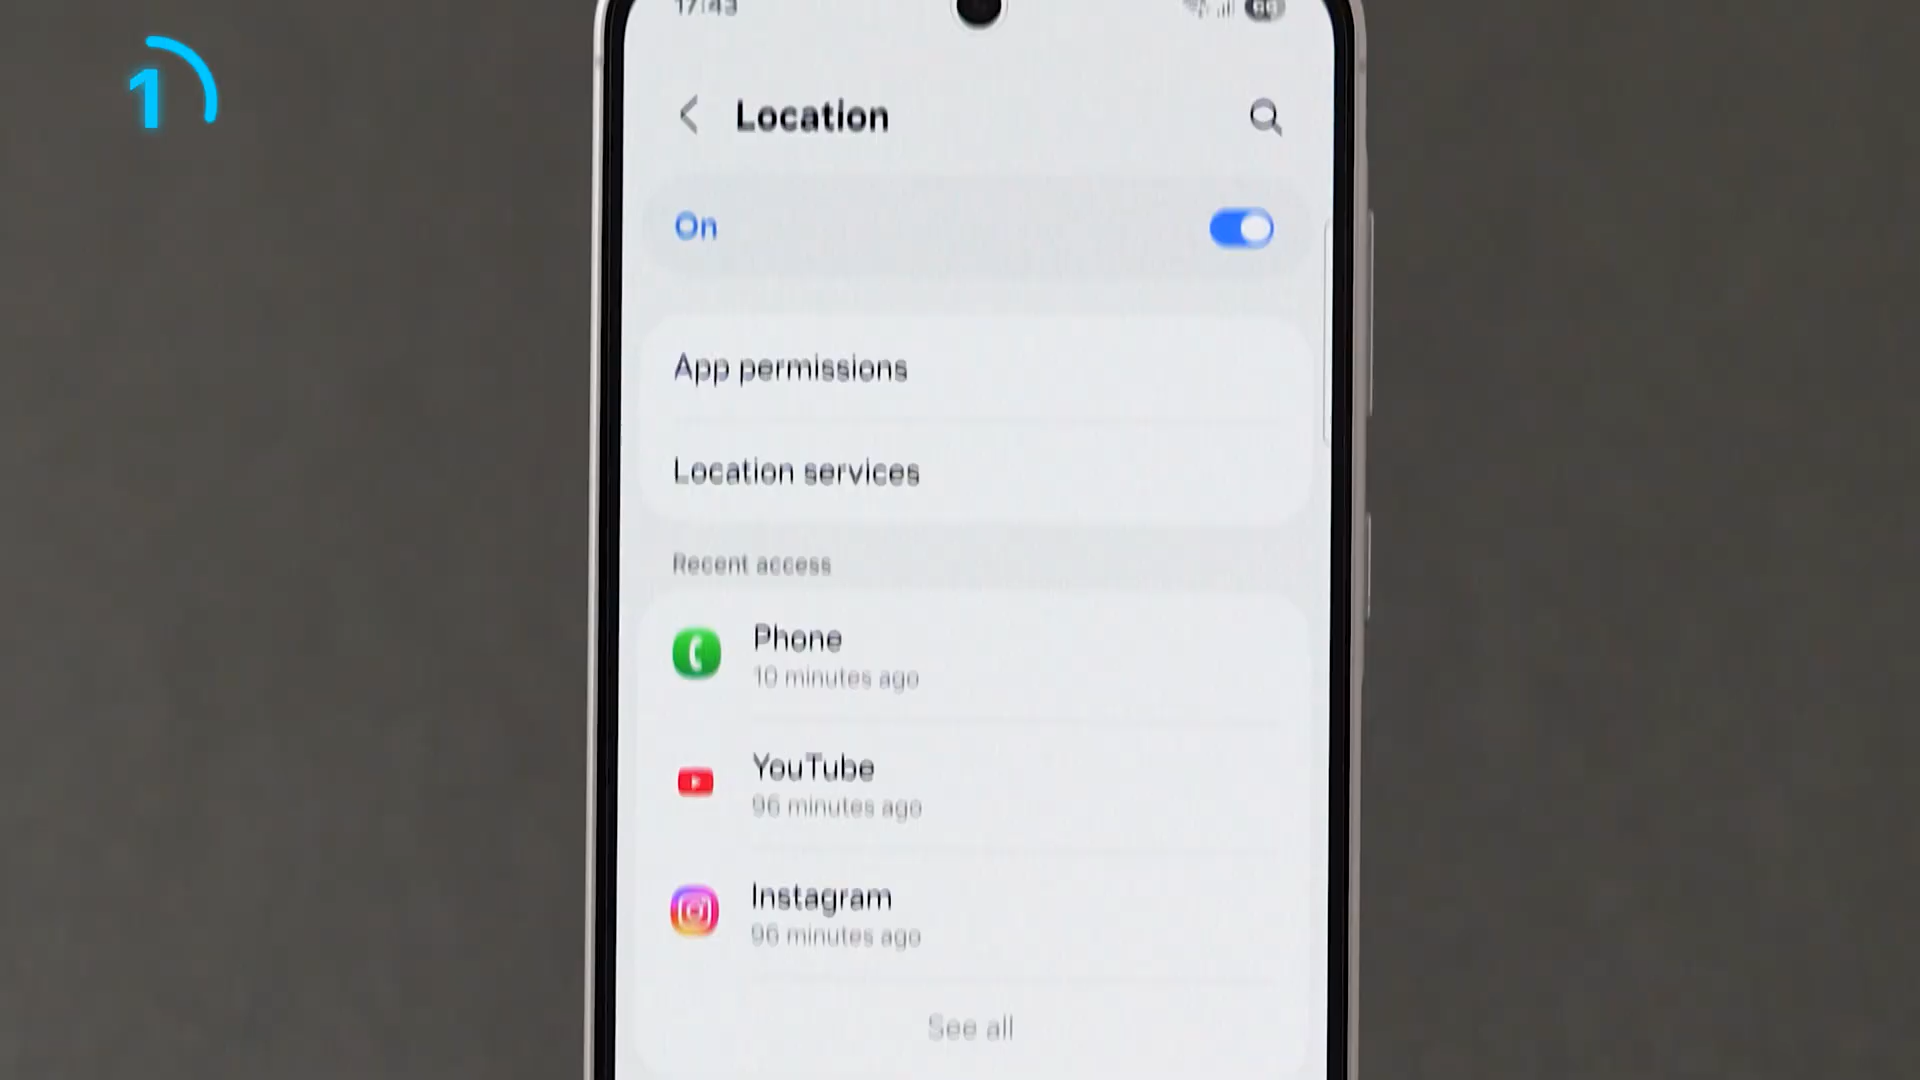 1
17:43
Location
On
App permissions
Location services
Recent access
Phone
10 minutes ago
YouTube
96 minutes ago
Instagram
96 minutes ago
See all